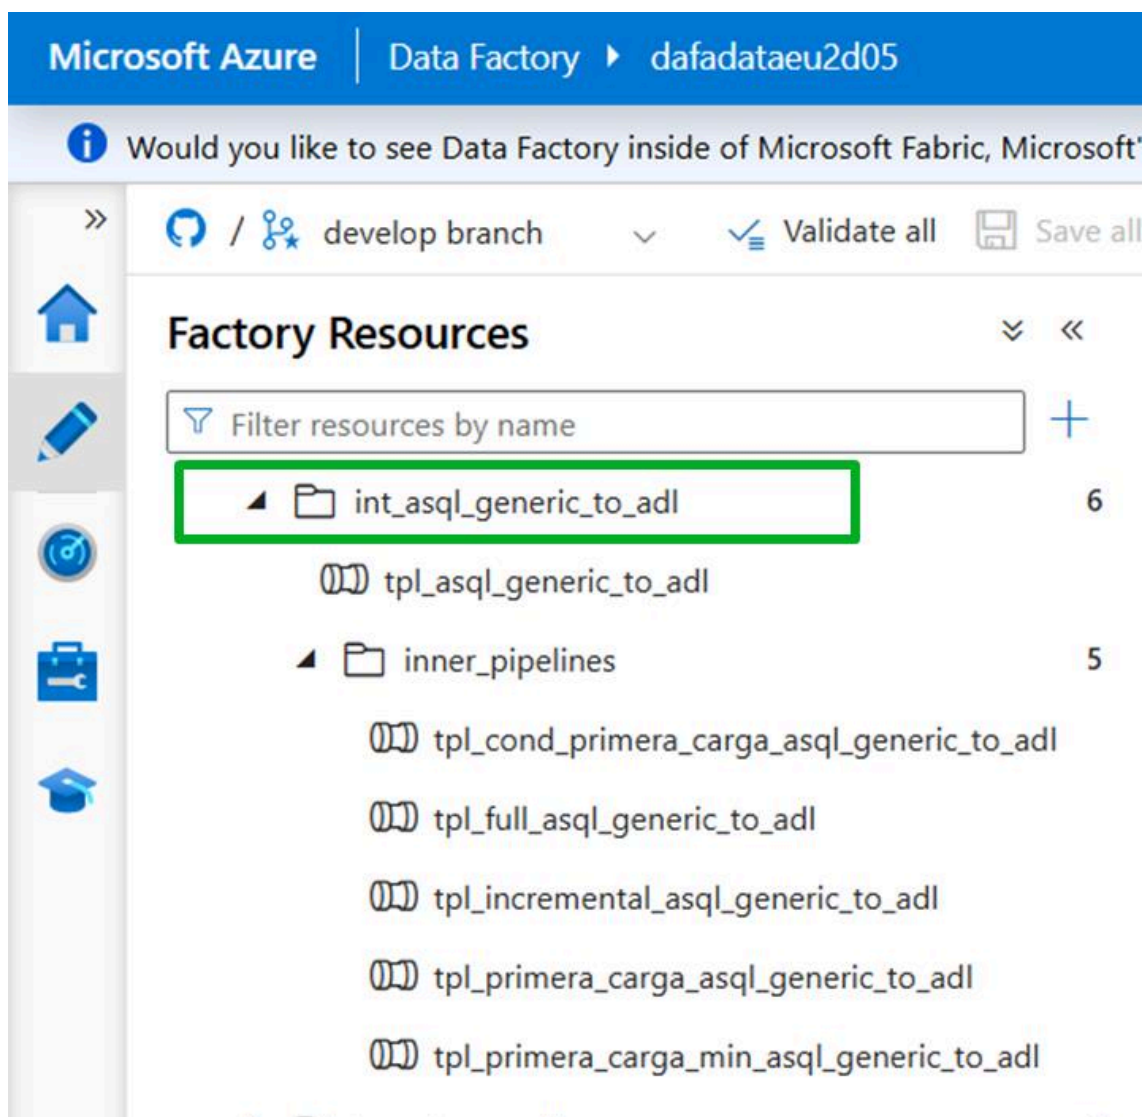 Microsoft Azure Data Factory dafadataeu2d05
Would you like to see Data Factory inside of Microsoft Fabric, Microsoft'
/ develop branch Validate all Save all
Factory Resources
Filter resources by name
int_asql_generic_to_adl 6
tpl_asql_generic_to_adl
inner_pipelines 5
tpl_cond_primera_carga_asql_generic_to_adl
tpl_full_asql_generic_to_adl
tpl_incremental_asql_generic_to_adl
tpl_primera_carga_asql_generic_to_adl
tpl_primera_carga_min_asql_generic_to_adl